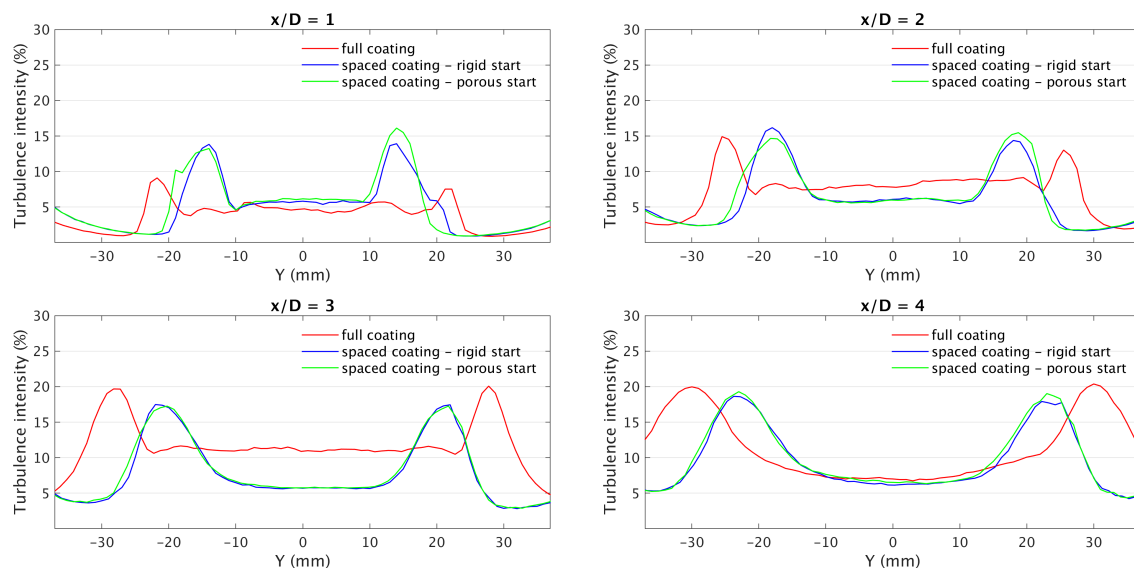 x/D = 1
30
25
20
15
10
5
Turbulence intensity (%)
full coating
spaced coating – rigid start
spaced coating – porous start
−30 −20 −10 0 10 20 30
Y (mm)
x/D = 2
30
25
20
15
10
5
Turbulence intensity (%)
full coating
spaced coating – rigid start
spaced coating – porous start
−30 −20 −10 0 10 20 30
Y (mm)
x/D = 3
30
25
20
15
10
5
Turbulence intensity (%)
full coating
spaced coating – rigid start
spaced coating – porous start
−30 −20 −10 0 10 20 30
Y (mm)
x/D = 4
30
25
20
15
10
5
Turbulence intensity (%)
full coating
spaced coating – rigid start
spaced coating – porous start
−30 −20 −10 0 10 20 30
Y (mm)